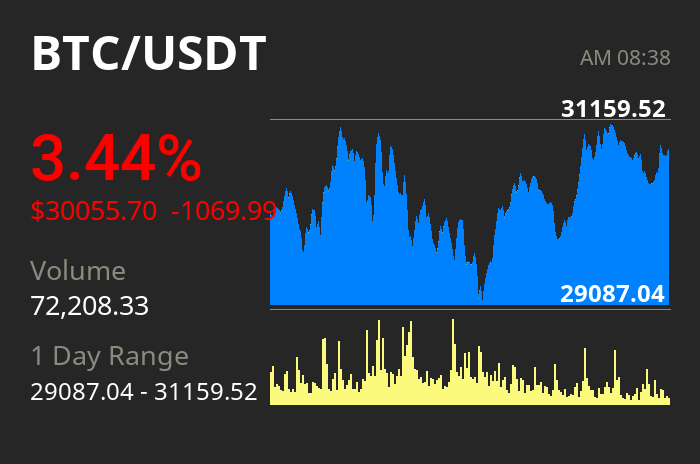 BTC/USDT
AM 08:38
31159.52
3.44%
$30055.70 -1069.99
Volume
72,208.33
29087.04
1 Day Range
29087.04 - 31159.52